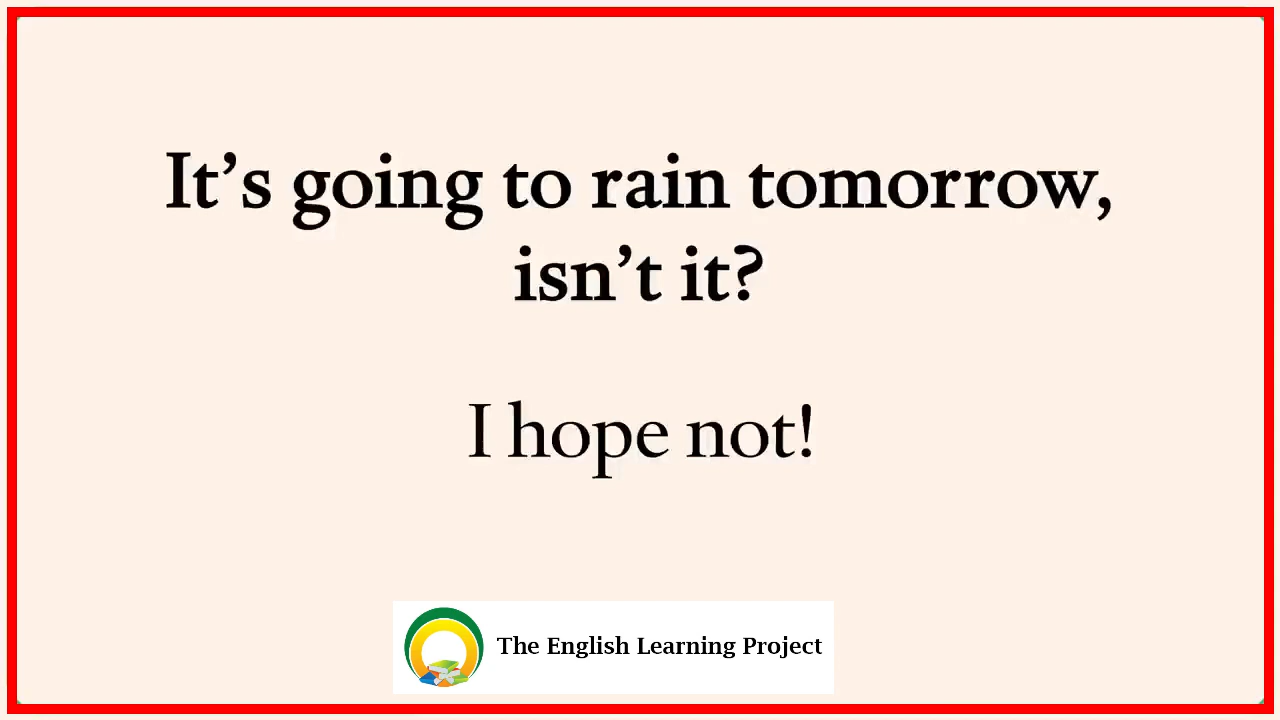 It’s going to rain tomorrow,
isn’t it?
I hope not!
The English Learning Project